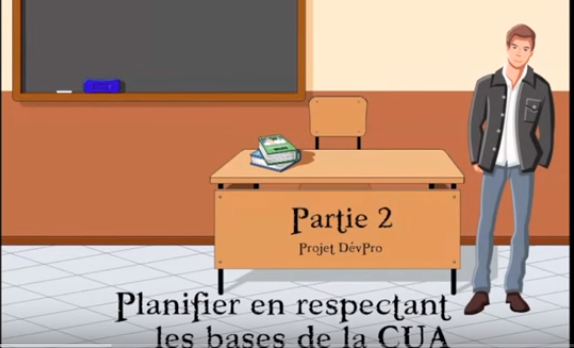 Partie 2
Projet DévPro
Planifier en respectant
les bases de la CUA